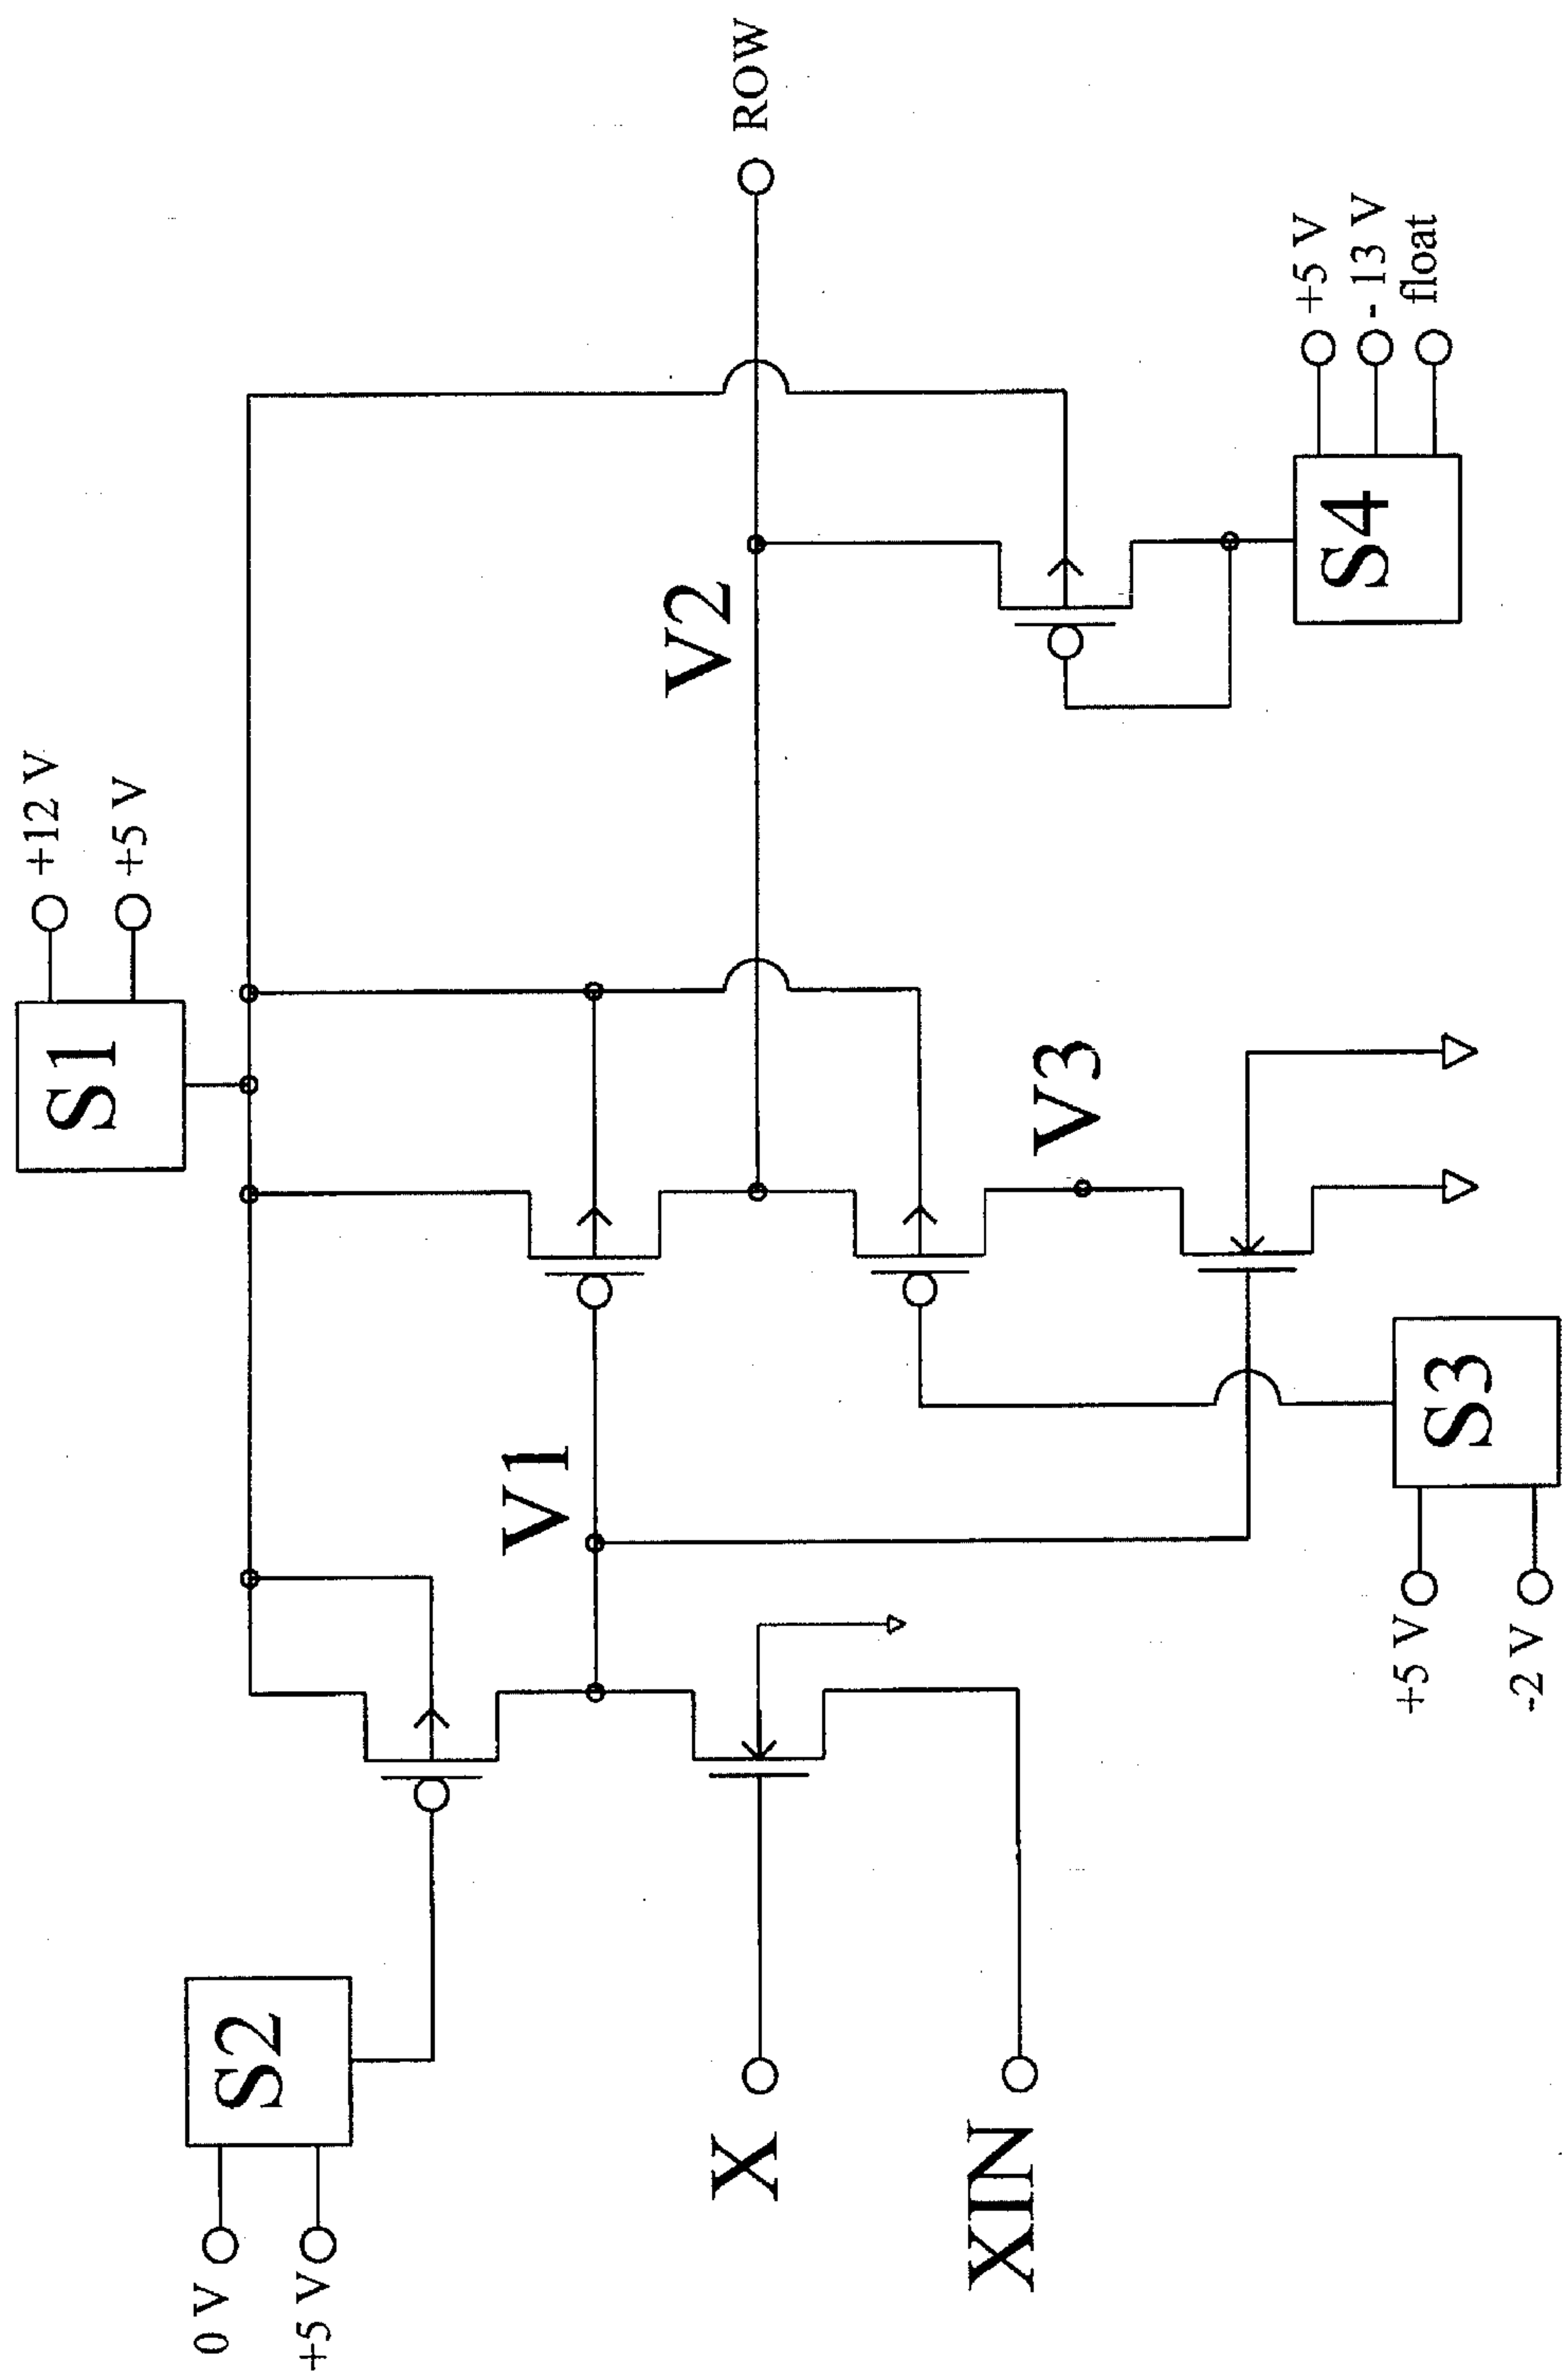 +12 V
+5 V
S1
S2
0 V
+5 V
V1
V2
ROW
X
XIN
V3
S3
+5 V
-2 V
S4
+5 V
- 13 V
float